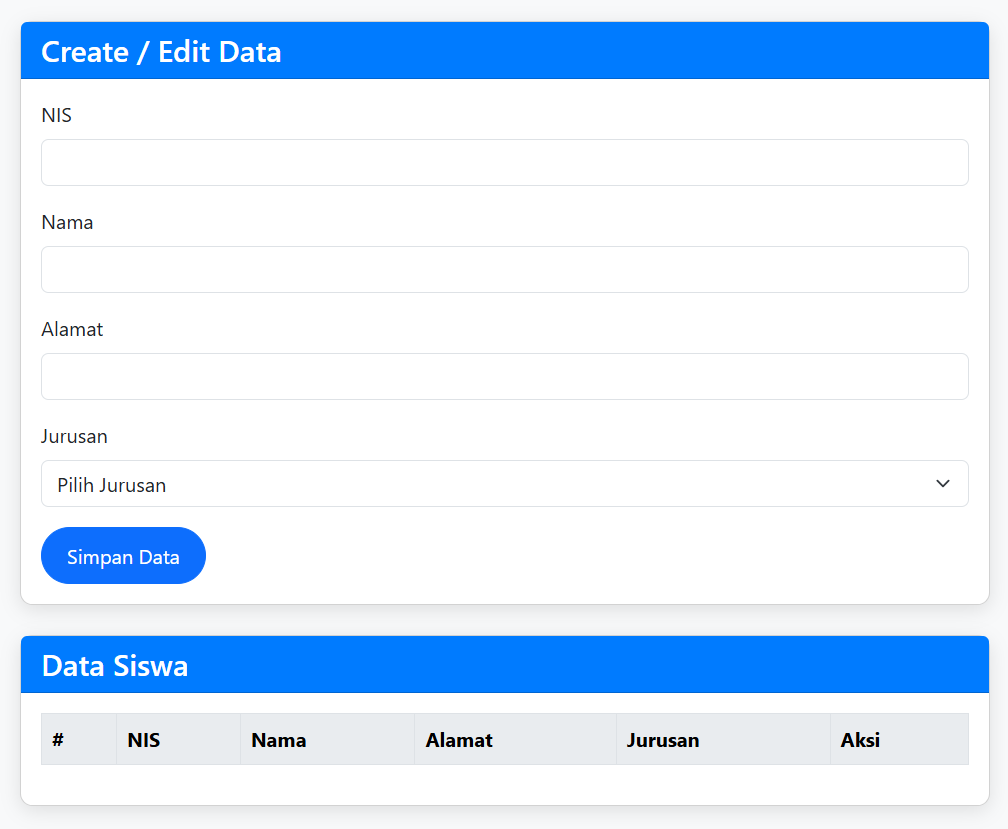 Create / Edit Data
NIS
Nama
Alamat
Jurusan
Pilih Jurusan
Simpan Data
Data Siswa
# NIS Nama Alamat Jurusan Aksi